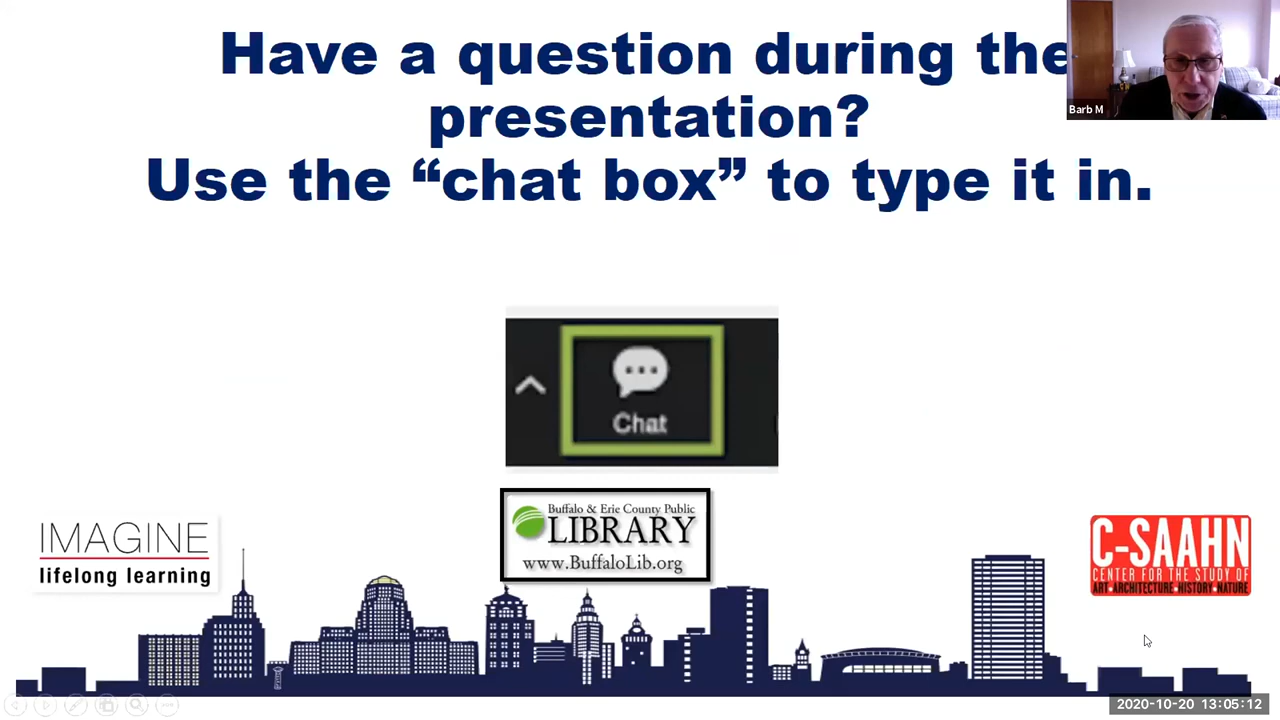 Have a question during the
presentation?
Use the “chat box” to type it in.
Barb M
Chat
IMAGINE
lifelong learning
Buffalo & Erie County Public
LIBRARY
www.BuffaloLib.org
C-SAAHN
CENTER FOR THE STUDY OF
ART•ARCHITECTURE•HISTORY•NATURE
2020-10-20 13:05:12